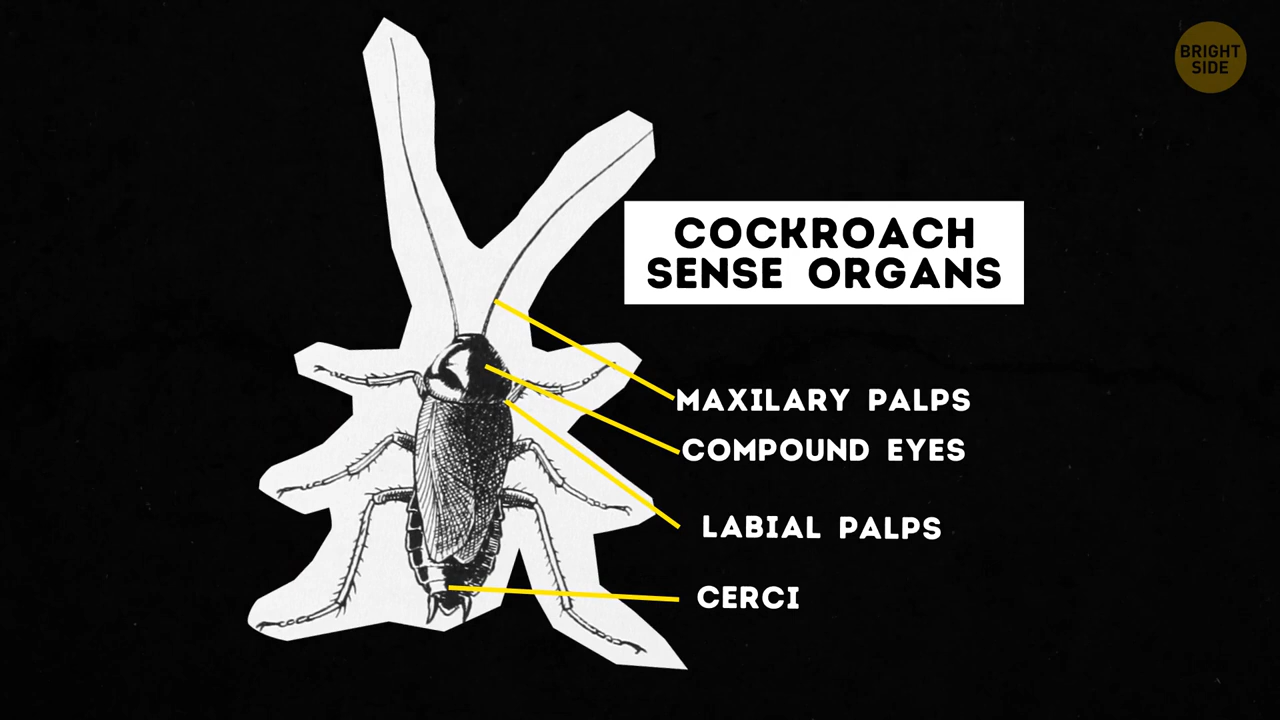 BRIGHT
SIDE
COCKROACH
SENSE ORGANS
MAXILARY PALPS
COMPOUND EYES
LABIAL PALPS
CERCI